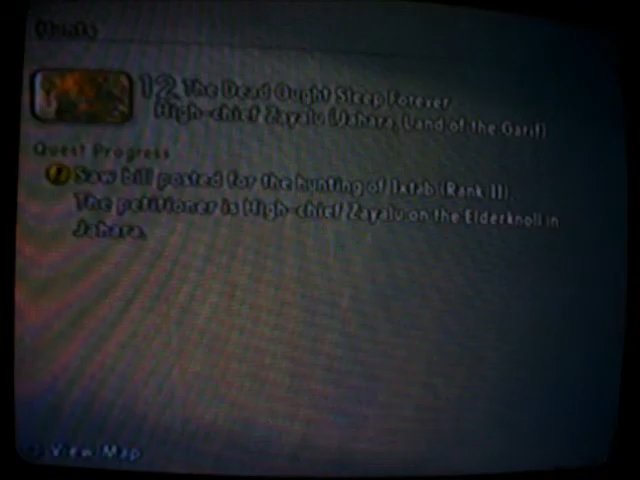 Hunts
12. The Dead Ought Sleep Forever
High-chief Zayalu (Jahara, Land of the Garif)
Quest Progress
Saw bill posted for the hunting of Ixtab (Rank II).
The petitioner is High-chief Zayalu on the Elderknoll in
Jahara.
View Map